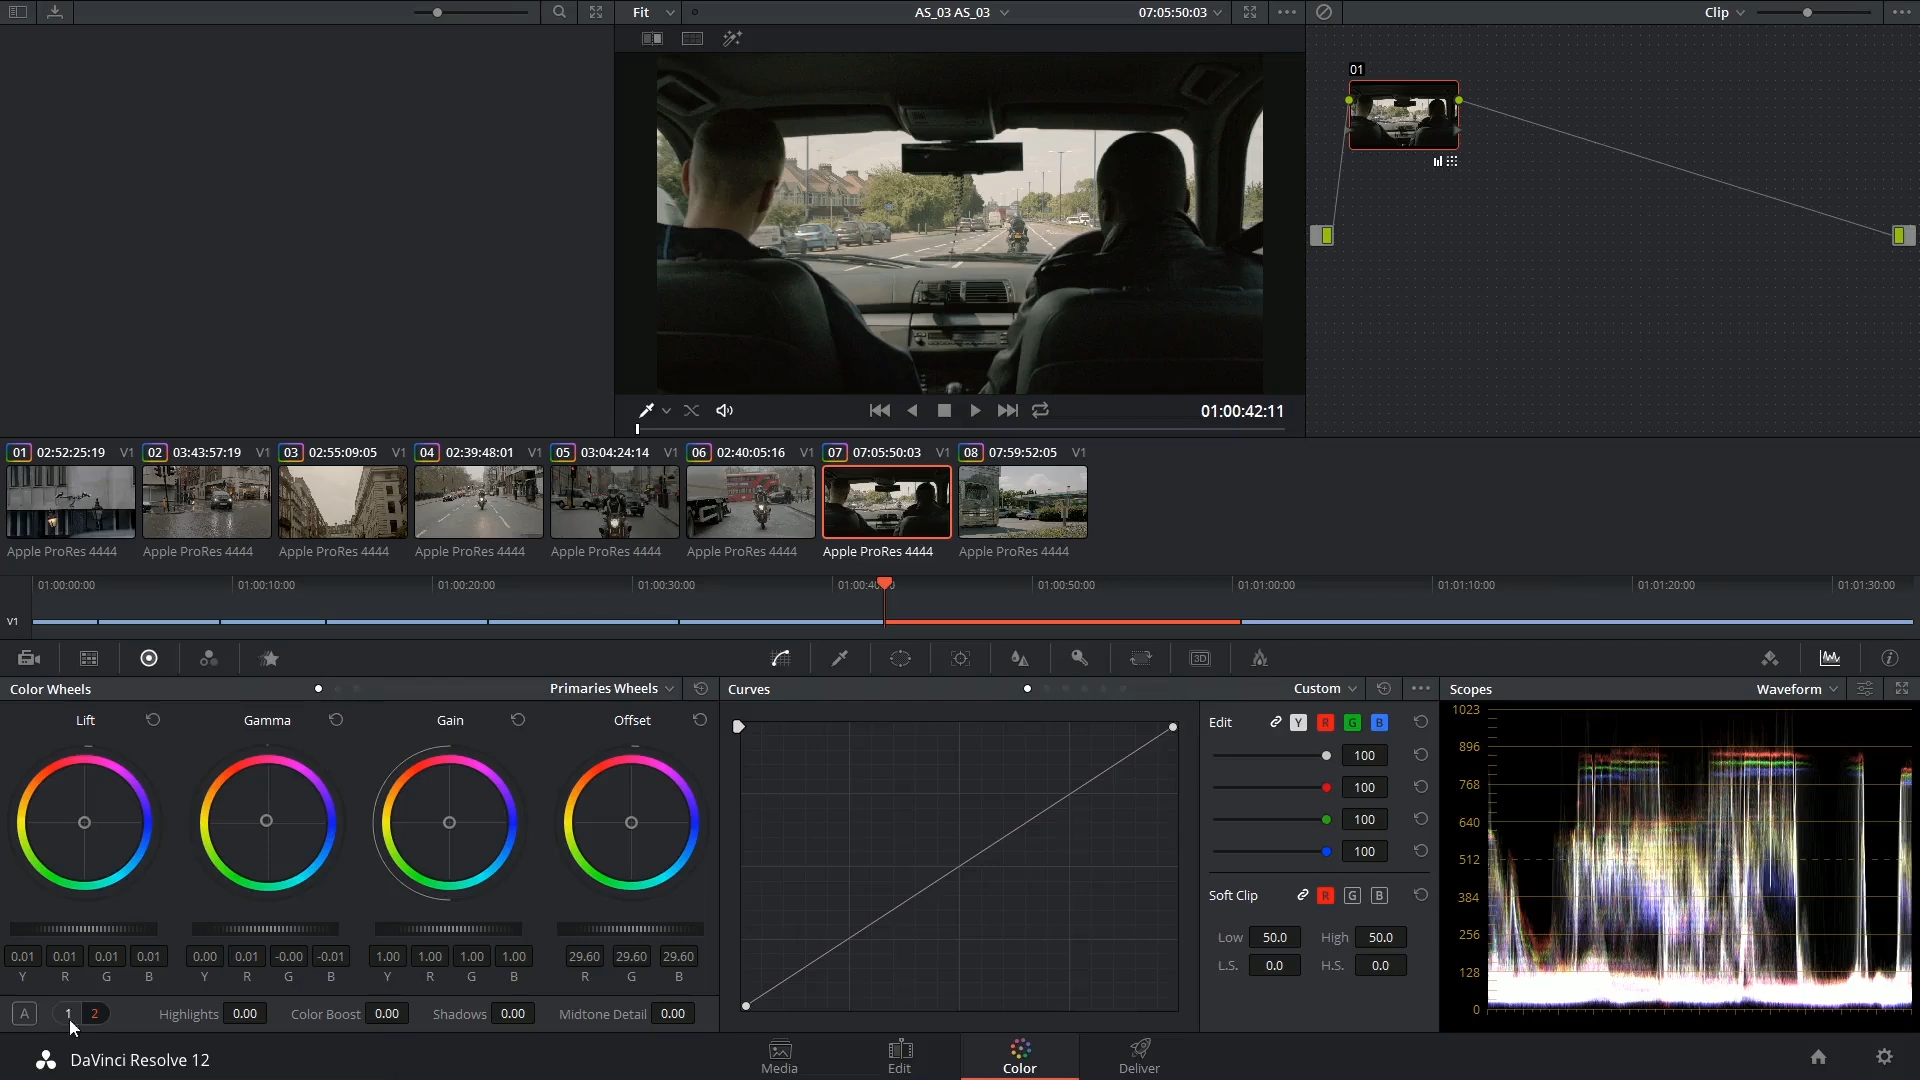 Fit
AS_03 AS_03
07:05:50:03
Clip
01
01:00:42:11
01 02:52:25:19 V1
02 03:43:57:19 V1
03 02:55:09:05 V1
04 02:39:48:01 V1
05 03:04:24:14 V1
06 02:40:05:16 V1
07 07:05:50:03 V1
08 07:59:52:05 V1
Apple ProRes 4444
Apple ProRes 4444
Apple ProRes 4444
Apple ProRes 4444
Apple ProRes 4444
Apple ProRes 4444
Apple ProRes 4444
Apple ProRes 4444
01:00:00:00 01:00:10:00 01:00:20:00 01:00:30:00 01:00:50:00 01:01:00:00 01:01:10:00 01:01:20:00 01:01:30:00
V1
3D
Color Wheels
Primaries Wheels
Lift Gamma Gain Offset
0.01 0.01 0.01 0.01 0.00 0.01 -0.00 -0.01 1.00 1.00 1.00 1.00 29.60 29.60 29.60
Y R G B Y R G B Y R G B R G B
A 1 2 Highlights 0.00 Color Boost 0.00 Shadows 0.00 Midtone Detail 0.00
Curves
Custom
Edit Y R G B
100
100
100
100
Soft Clip R G B
Low 50.0 High 50.0
L.S. 0.0 H.S. 0.0
Scopes
Waveform
1023
896
768
640
512
384
256
128
0
DaVinci Resolve 12
Media
Edit
Color
Deliver